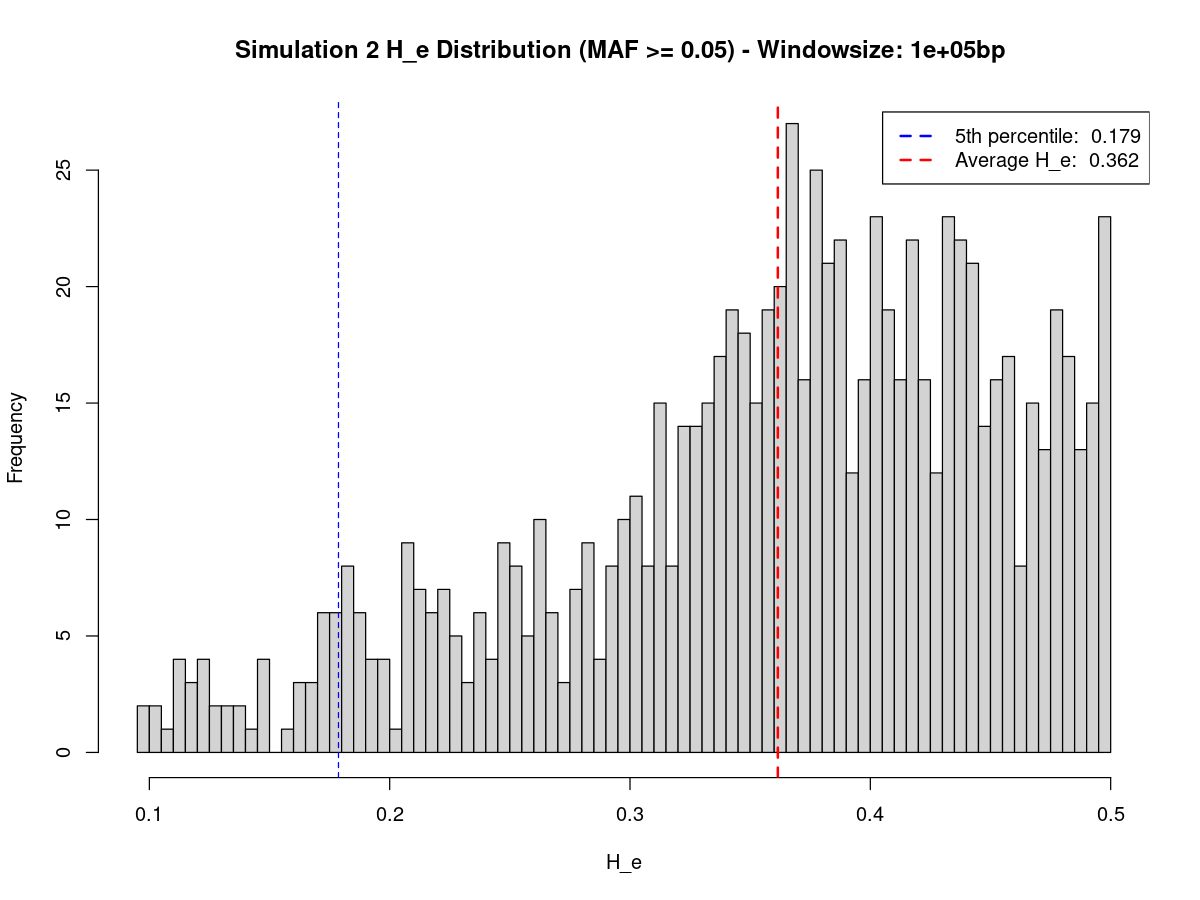 Simulation 2 H_e Distribution (MAF >= 0.05) - Windowsize: 1e+05bp
5th percentile: 0.179
Average H_e: 0.362
Frequency
25
20
15
10
5
0
0.1 0.2 0.3 0.4 0.5
H_e